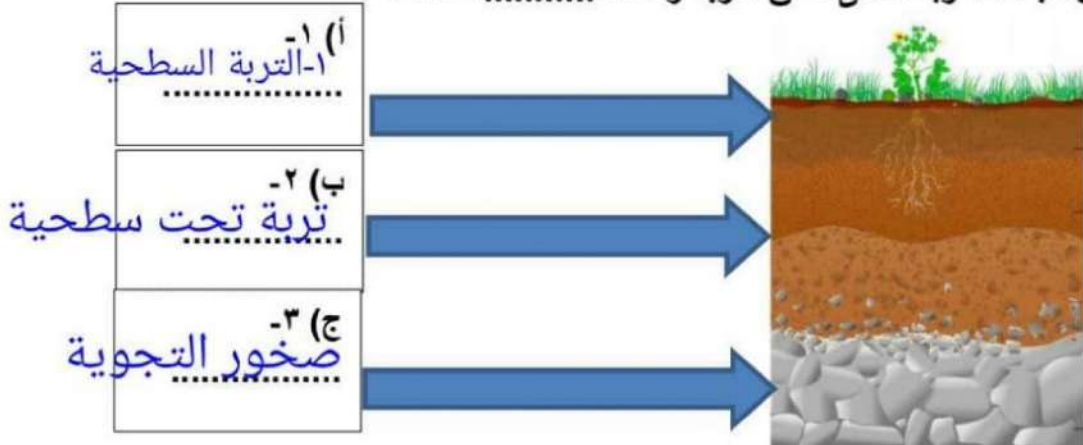 أ) ١-
١-التربة السطحية
..................
ب) ٢-
تربة تحت سطحية
................
ج) ٣-
صخور التجوية
.................